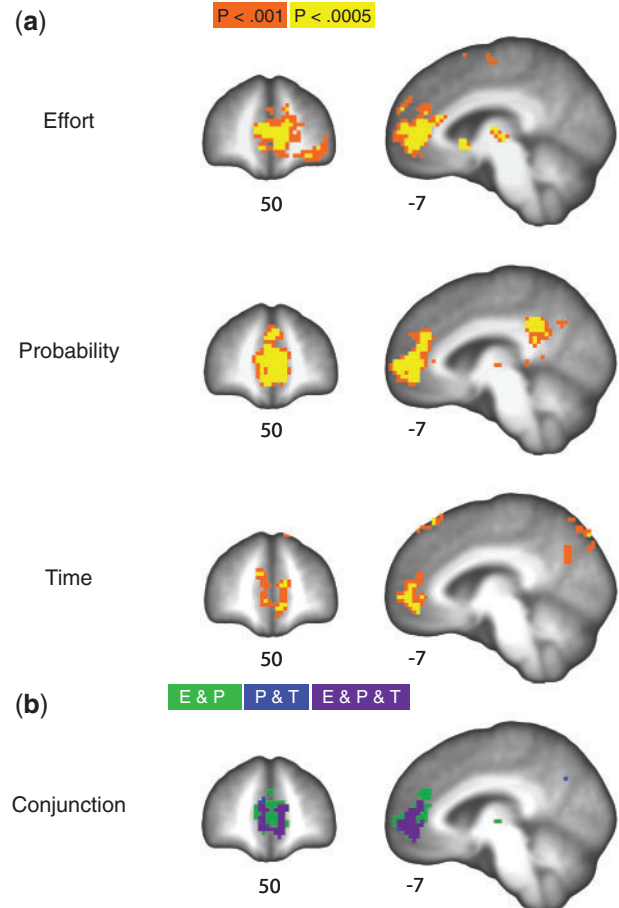 (a)
P < .001 P < .0005
Effort
50 -7
Probability
50 -7
Time
50 -7
(b)
E & P P & T E & P & T
Conjunction
50 -7